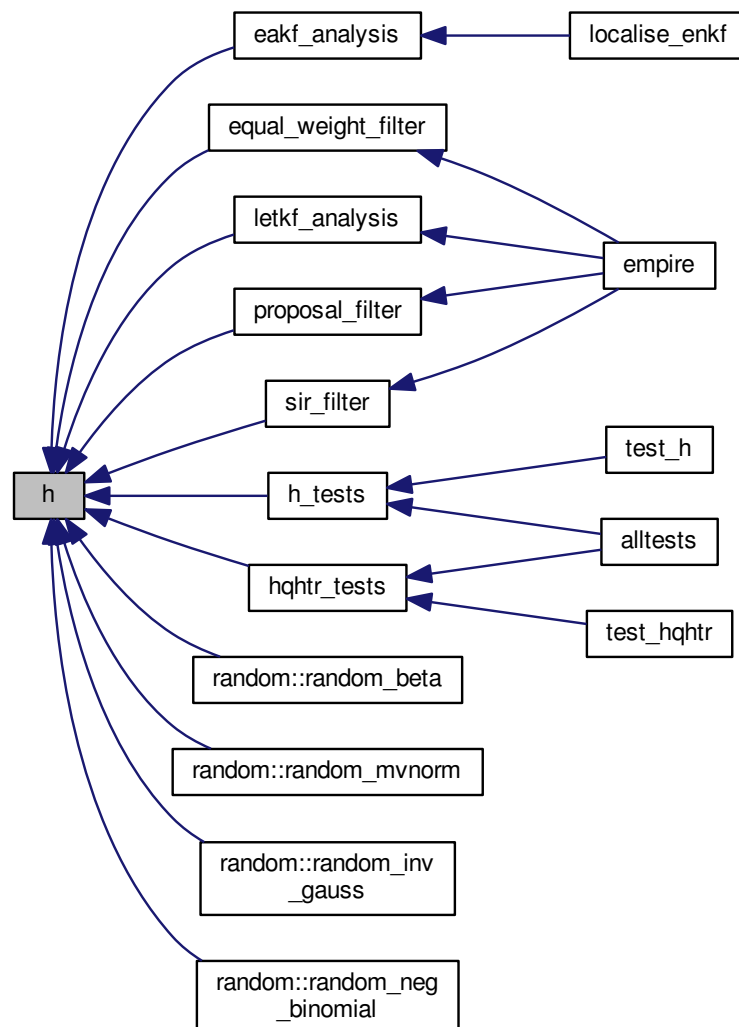 eakf_analysis
localise_enkf
equal_weight_filter
letkf_analysis
empire
proposal_filter
sir_filter
test_h
h
h_tests
alltests
hqhtr_tests
test_hqhtr
random::random_beta
random::random_mvnorm
random::random_inv
_gauss
random::random_neg
_binomial